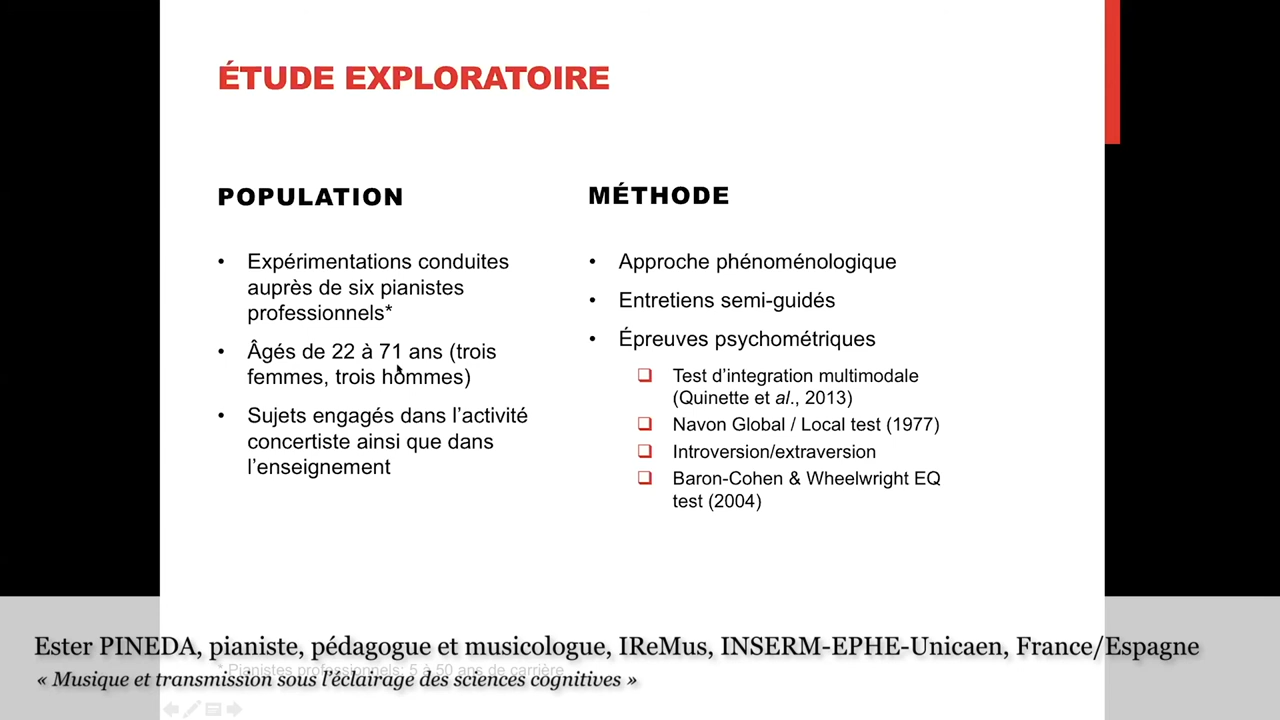 ÉTUDE EXPLORATOIRE
POPULATION
• Expérimentations conduites
auprès de six pianistes
professionnels*
• Âgés de 22 à 71 ans (trois
femmes, trois hommes)
• Sujets engagés dans l’activité
concertiste ainsi que dans
l’enseignement
MÉTHODE
• Approche phénoménologique
• Entretiens semi-guidés
• Épreuves psychométriques
❑ Test d’integration multimodale
(Quinette et al., 2013)
❑ Navon Global / Local test (1977)
❑ Introversion/extraversion
❑ Baron-Cohen & Wheelwright EQ
test (2004)
Ester PINEDA, pianiste, pédagogue et musicologue, IReMus, INSERM-EPHE-Unicaen, France/Espagne
* Pianistes professionnels: 5 à 50 ans de carrière
« Musique et transmission sous l’éclairage des sciences cognitives »